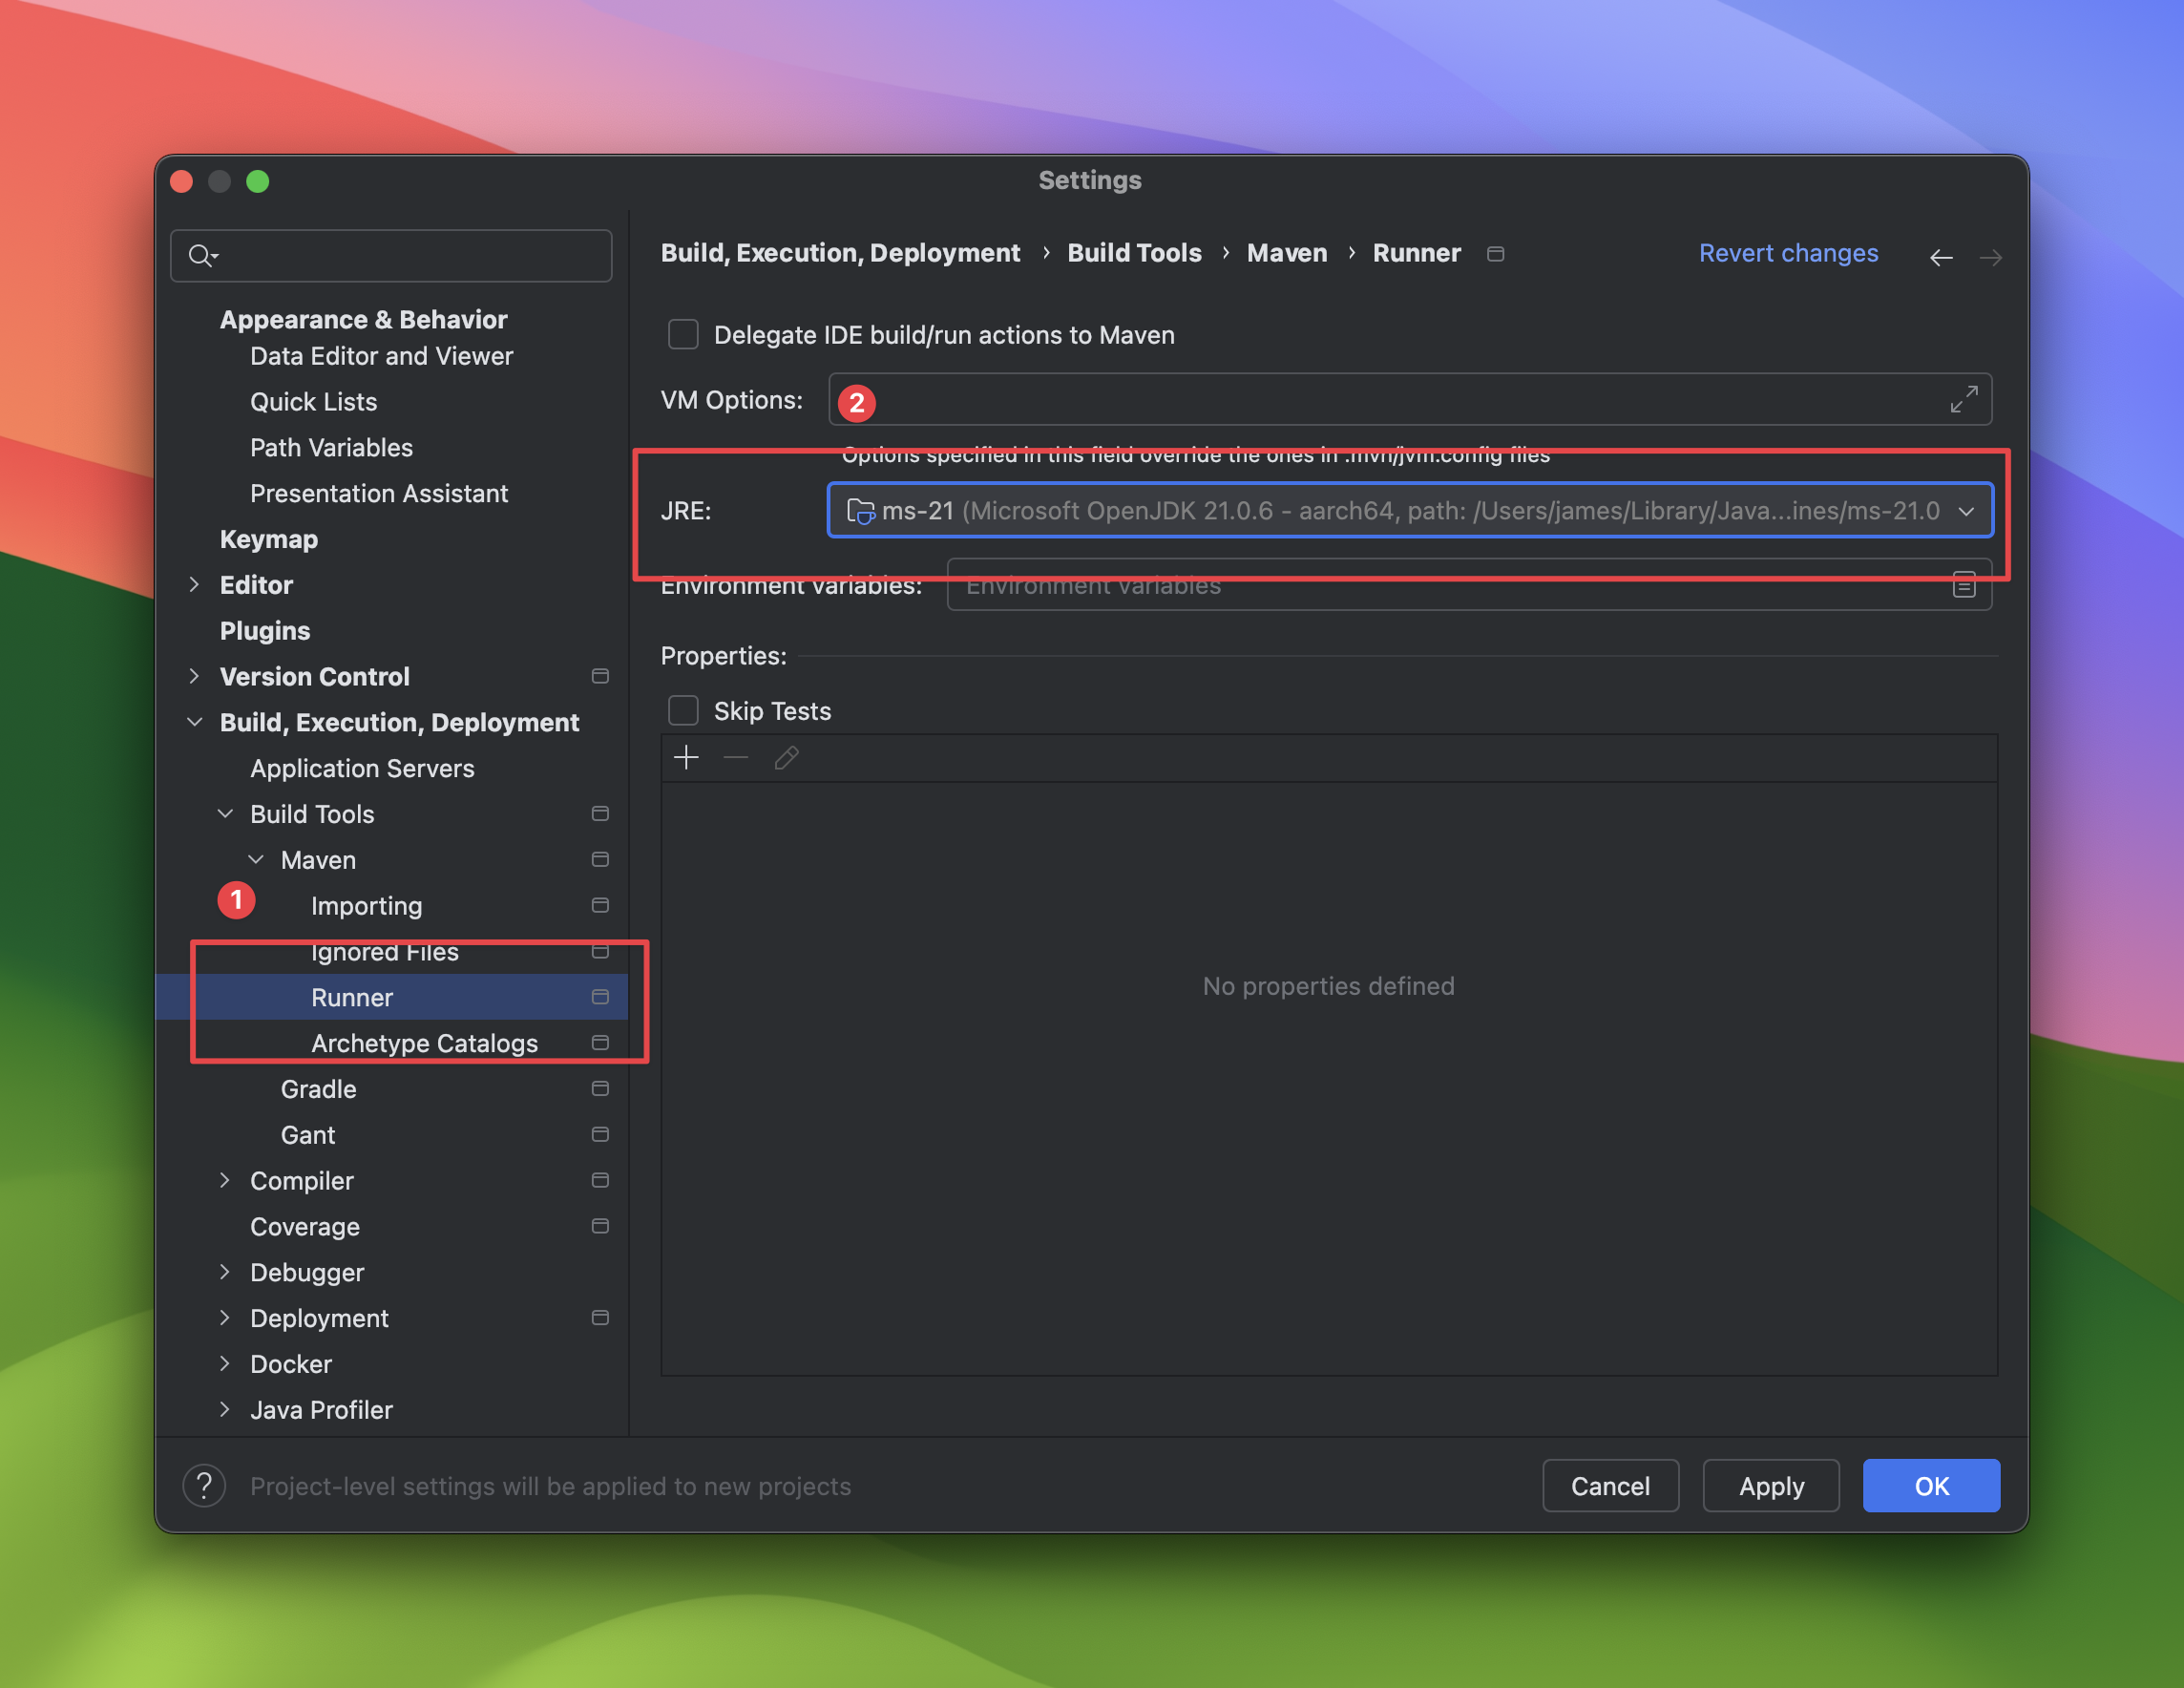 Settings
Appearance & Behavior
Data Editor and Viewer
Quick Lists
Path Variables
Presentation Assistant
Keymap
Editor
Plugins
Version Control
Build, Execution, Deployment
Application Servers
Build Tools
Maven
1
Importing
Ignored Files
Runner
Archetype Catalogs
Gradle
Gant
Compiler
Coverage
Debugger
Deployment
Docker
Java Profiler
Build, Execution, Deployment › Build Tools › Maven › Runner
Revert changes
Delegate IDE build/run actions to Maven
VM Options:
2
Options specified in this field override the ones in .mvn/jvm.config files
JRE: ms-21 (Microsoft OpenJDK 21.0.6 - aarch64, path: /Users/james/Library/Java...ines/ms-21.0
Environment variables: Environment variables
Properties:
Skip Tests
No properties defined
? Project-level settings will be applied to new projects
Cancel Apply OK